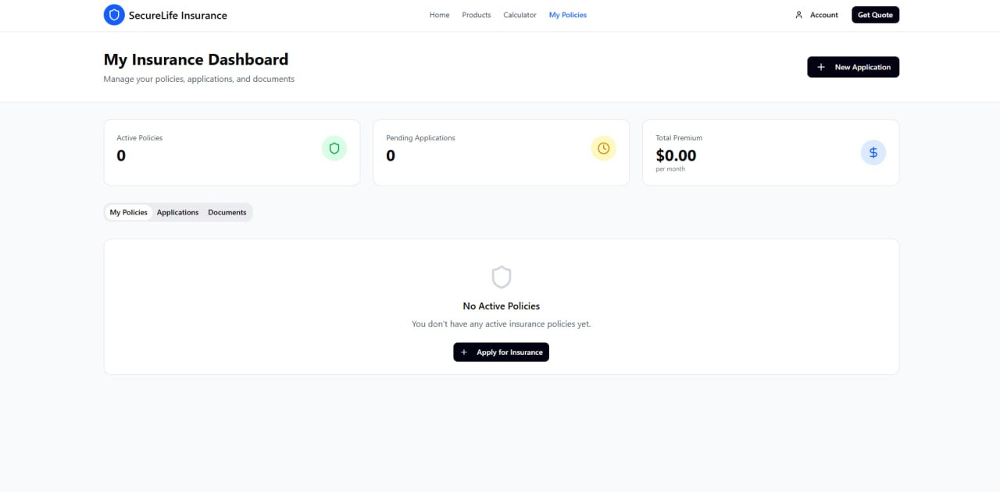 SecureLife Insurance
Home
Products
Calculator
My Policies
Account
Get Quote
My Insurance Dashboard
Manage your policies, applications, and documents
New Application
Active Policies
0
Pending Applications
0
Total Premium
$0.00
per month
My Policies
Applications
Documents
No Active Policies
You don't have any active insurance policies yet.
Apply for Insurance